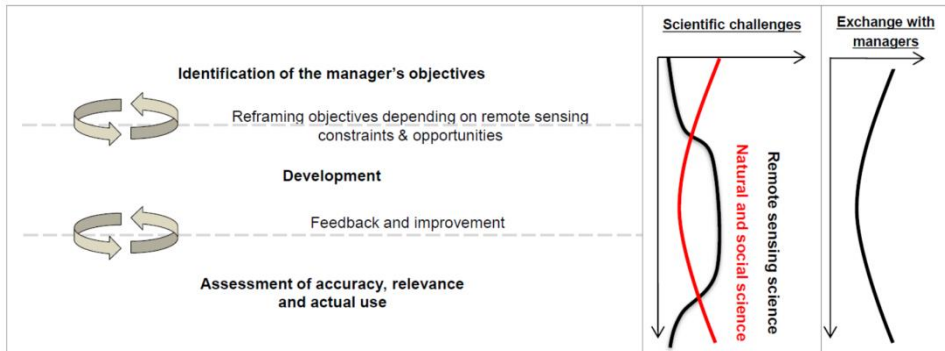 Scientific challenges
Exchange with
managers
Identification of the manager's objectives
Reframing objectives depending on remote sensing
constraints & opportunities
Development
Feedback and improvement
Assessment of accuracy, relevance
and actual use
Remote sensing science
Natural and social science